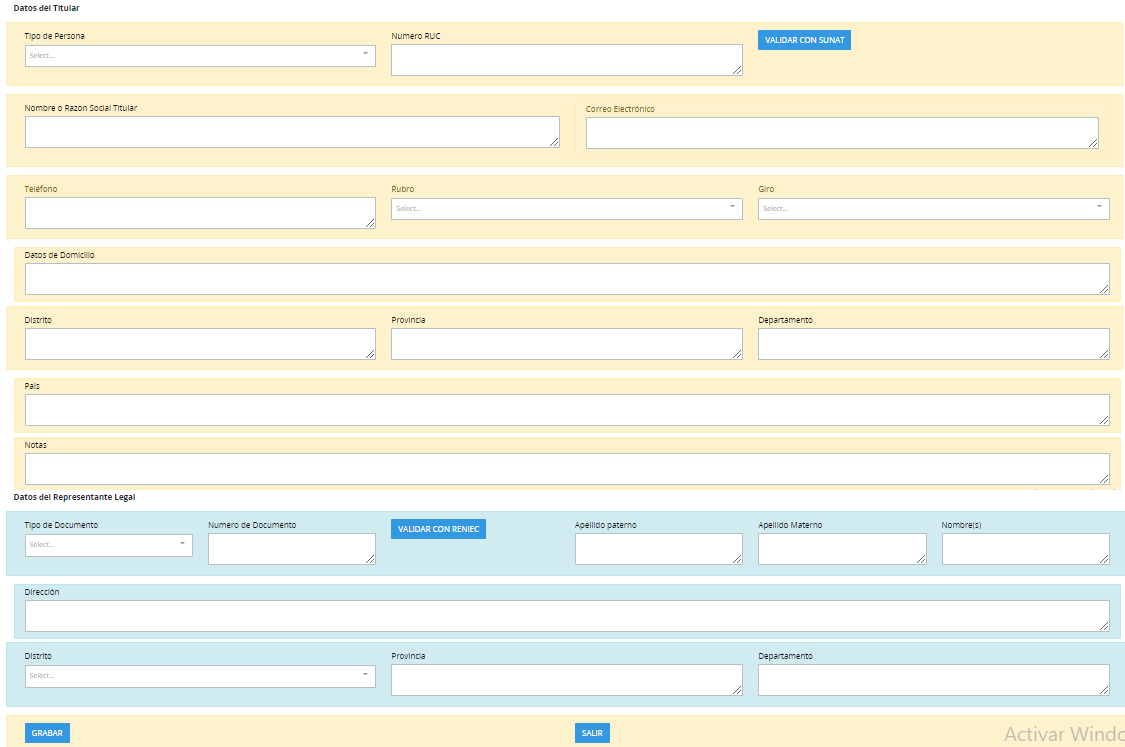 Datos del Titular
Tipo de Persona Numero RUC VALIDAR CON SUNAT
Select...
Nombre o Razon Social Titular Correo Electrónico
Teléfono Rubro Giro
Select... Select...
Datos de Domicilio
Distrito Provincia Departamento
Pais
Notas
Datos del Representante Legal
Tipo de Documento Numero de Documento VALIDAR CON RENIEC Apellido paterno Apellido Materno Nombre(s)
Select...
Dirección
Distrito Provincia Departamento
Select...
GRABAR SALIR Activar Windo